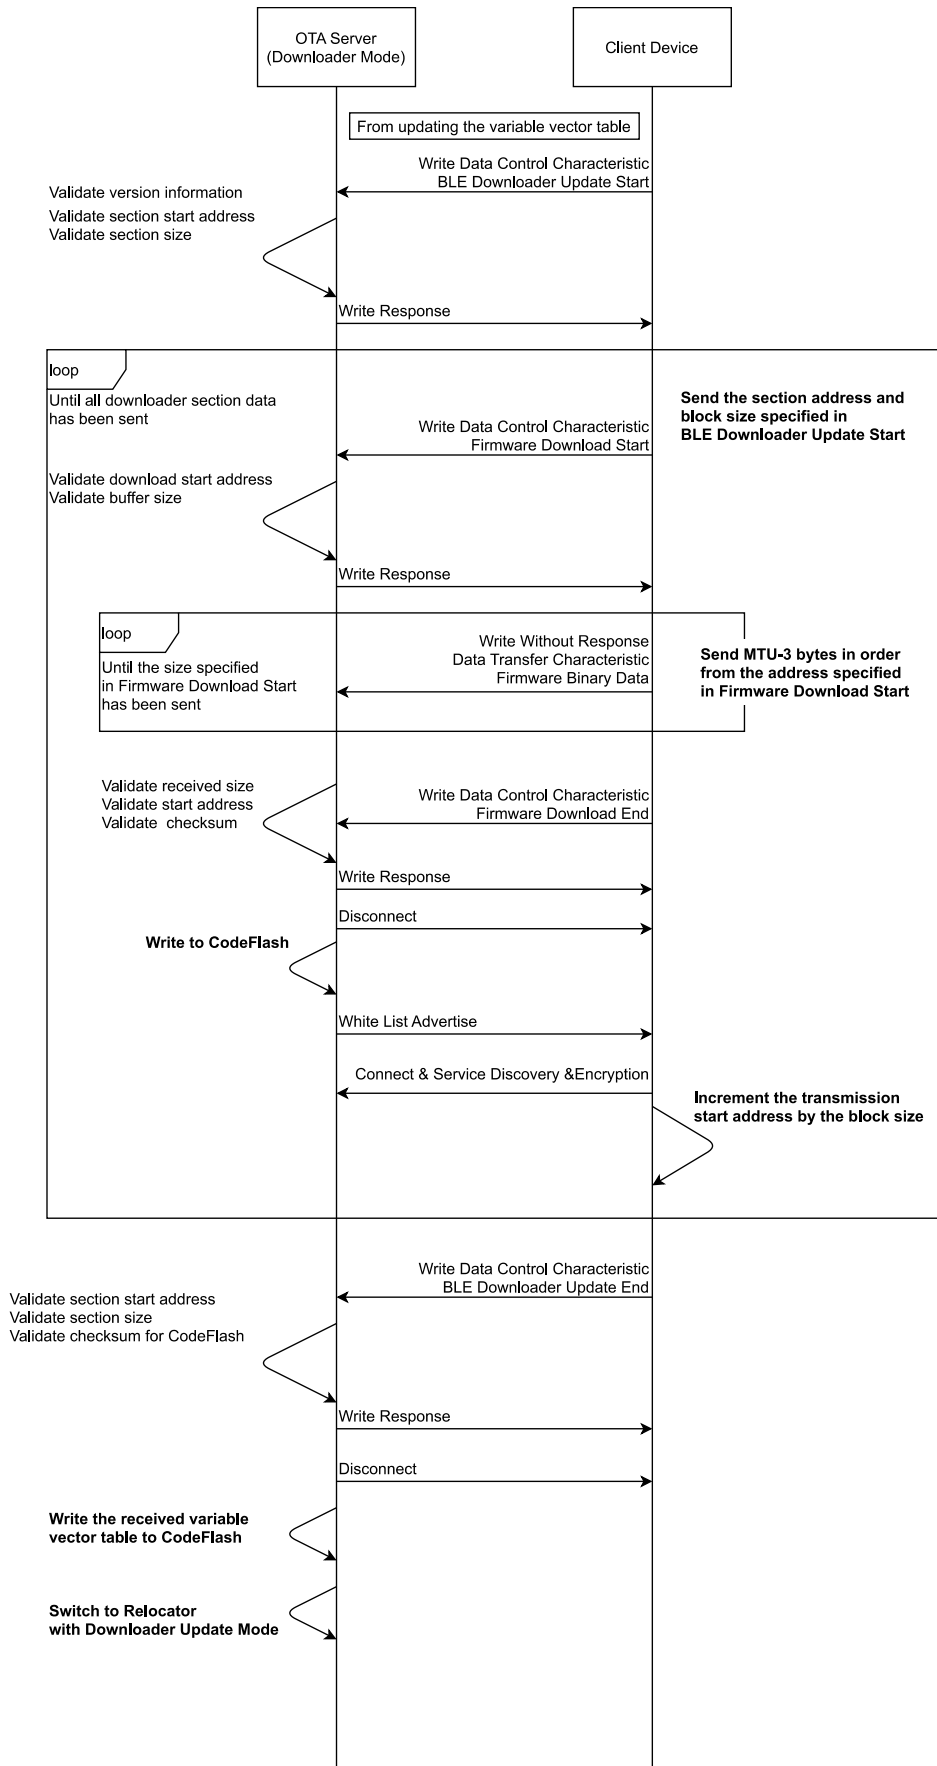 OTA Server
(Downloader Mode)
Client Device
From updating the variable vector table
Write Data Control Characteristic
BLE Downloader Update Start
Validate version information
Validate section start address
Validate section size
Write Response
loop
Until all downloader section data
has been sent
Send the section address and
block size specified in
BLE Downloader Update Start
Write Data Control Characteristic
Firmware Download Start
Validate download start address
Validate buffer size
Write Response
loop
Until the size specified
in Firmware Download Start
has been sent
Write Without Response
Data Transfer Characteristic
Firmware Binary Data
Send MTU-3 bytes in order
from the address specified
in Firmware Download Start
Validate received size
Validate start address
Validate  checksum
Write Data Control Characteristic
Firmware Download End
Write Response
Disconnect
Write to CodeFlash
White List Advertise
Connect & Service Discovery &Encryption
Increment the transmission
start address by the block size
Write Data Control Characteristic
BLE Downloader Update End
Validate section start address
Validate section size
Validate checksum for CodeFlash
Write Response
Disconnect
Write the received variable
vector table to CodeFlash
Switch to Relocator
with Downloader Update Mode